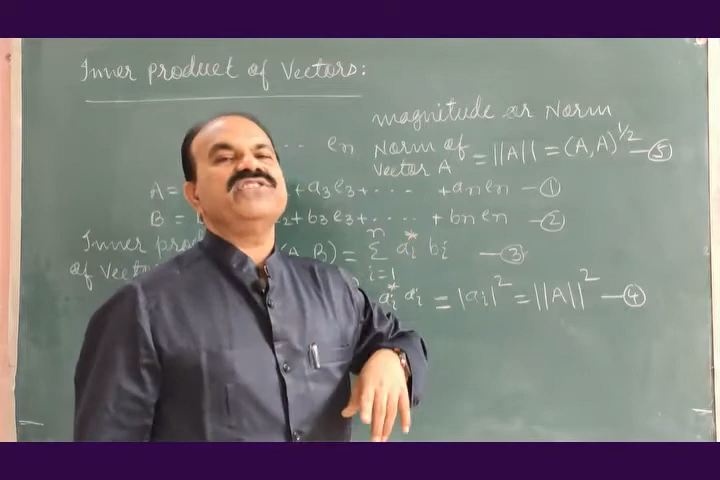 Inner product of Vectors:
magnitude or Norm
... en Norm of
Vector A = ||A|| = (A,A)^1/2 — 5
A = + a3e3 + .... + anen — 1
B = 2 + b3e3 + .... + bnen — 2
Inner pro (A B) = n∑i=1 ai* bi — 3
of Vect
ai* ai = |ai|^2 = ||A||^2 — 4